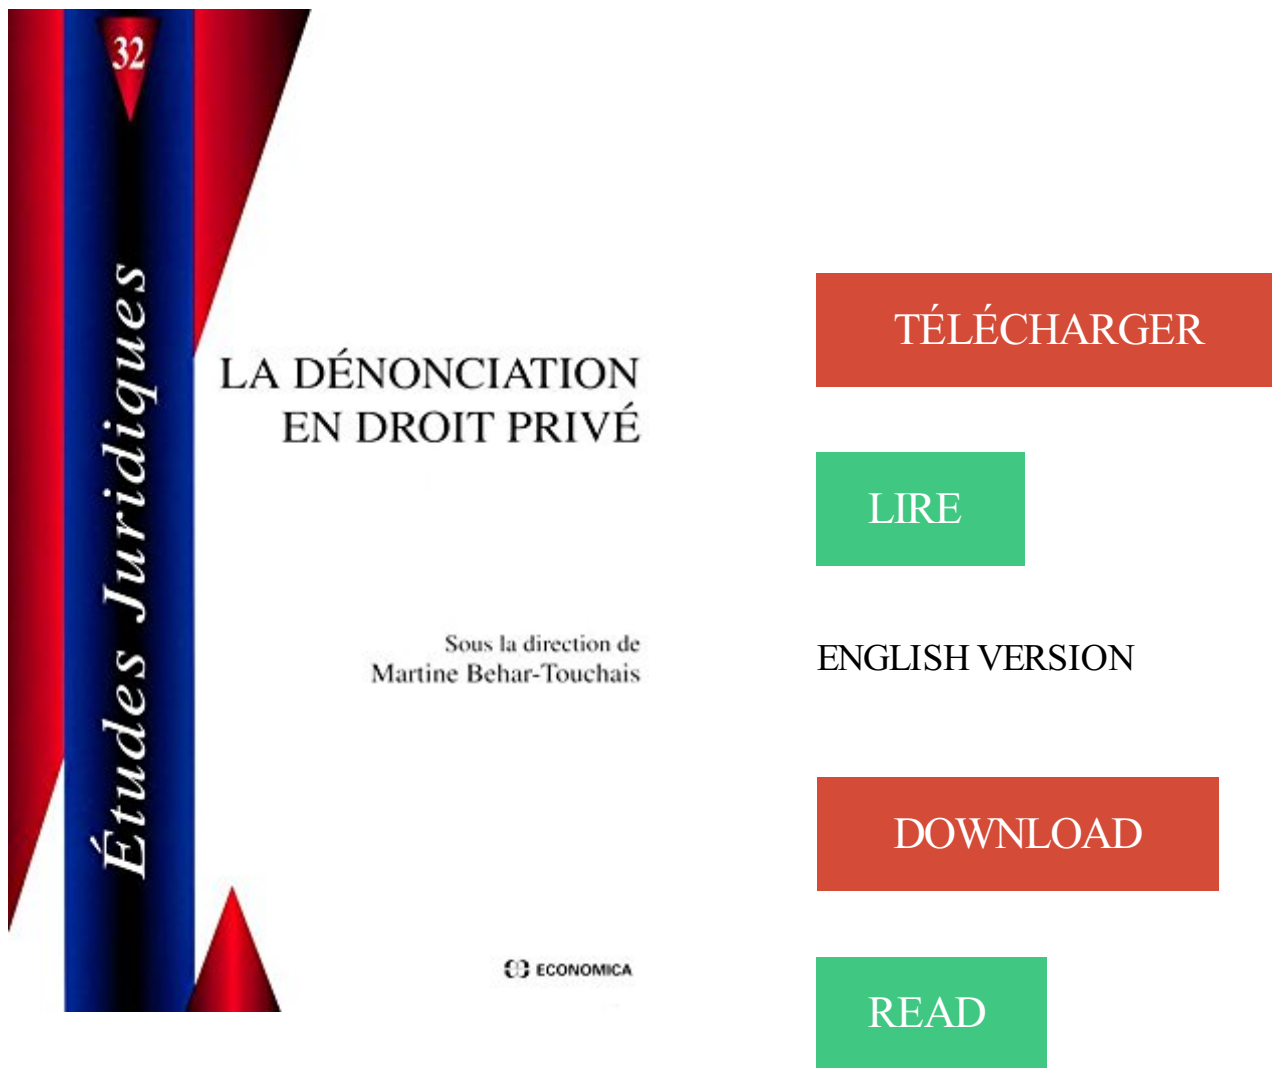 32
Études Juridiques
LA DÉNONCIATION
EN DROIT PRIVÉ
Sous la direction de
Martine Behar-Touchais
ECONOMICA
TÉLÉCHARGER
LIRE
ENGLISH VERSION
DOWNLOAD
READ